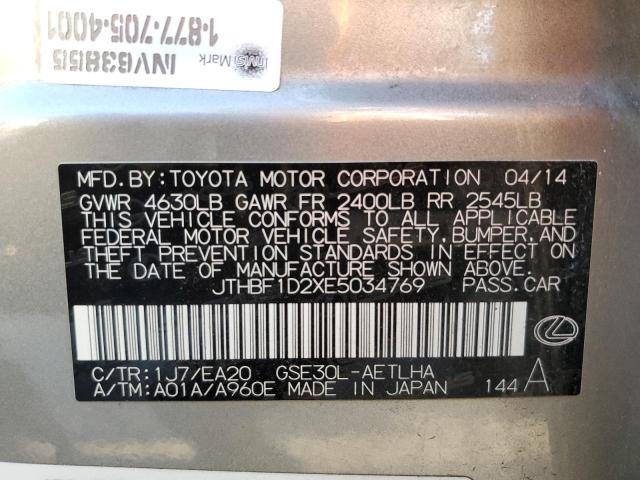 1-877-705-4001
INV63855
IMS Mark
MFD.BY:TOYOTA MOTOR CORPORATION 04/14
GVWR 4630LB GAWR FR 2400LB RR 2545LB
THIS VEHICLE CONFORMS TO ALL APPLICABLE
FEDERAL MOTOR VEHICLE SAFETY,BUMPER,AND
THEFT PREVENTION STANDARDS IN EFFECT ON
THE DATE OF MANUFACTURE SHOWN ABOVE.
JTHBF1D2XE5034769 PASS.CAR
C/TR:1J7/EA20 GSE30L-AETLHA
A/TM:A01A/A960E MADE IN JAPAN 144 A